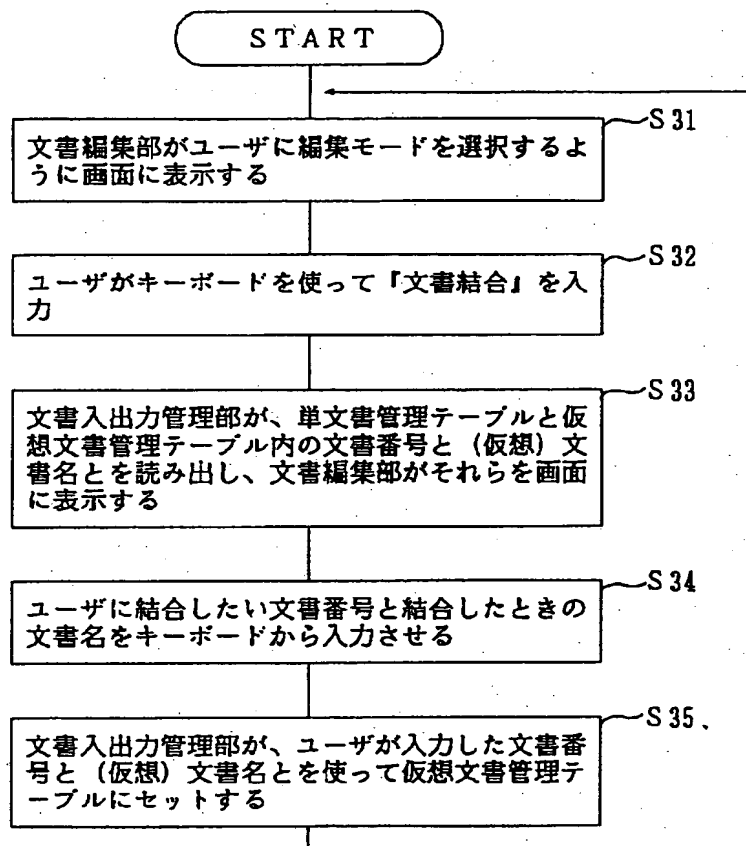 START
S31
文書編集部がユーザに編集モードを選択するよ
うに画面に表示する
S32
ユーザがキーボードを使って『文書結合』を入
力
S33
文書入出力管理部が、単文書管理テーブルと仮
想文書管理テーブル内の文書番号と(仮想)文
書名とを読み出し、文書編集部がそれらを画面
に表示する
S34
ユーザに結合したい文書番号と結合したときの
文書名をキーボードから入力させる
S35
文書入出力管理部が、ユーザが入力した文書番
号と(仮想)文書名とを使って仮想文書管理テ
ーブルにセットする